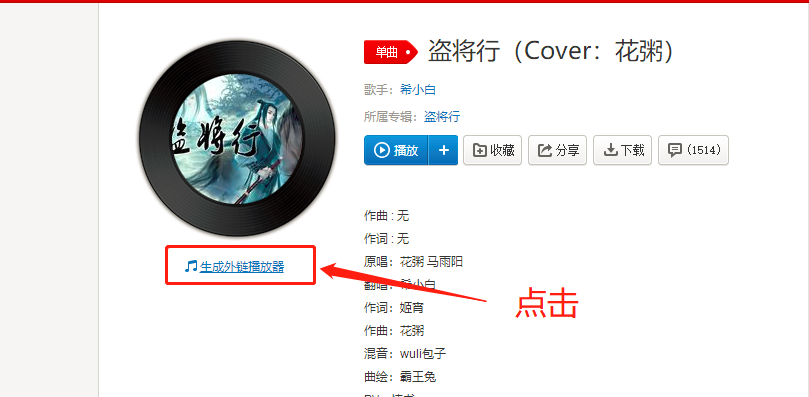 单曲
盗将行（Cover：花粥）
歌手：希小白
所属专辑：盗将行
播放
+
收藏
分享
下载
(1514)
盗将行
生成外链播放器
点击
作曲 : 无
作词 : 无
原唱：花粥 马雨阳
翻唱：希小白
作词：姬霄
作曲：花粥
混音：wuli包子
曲绘：霸王兔